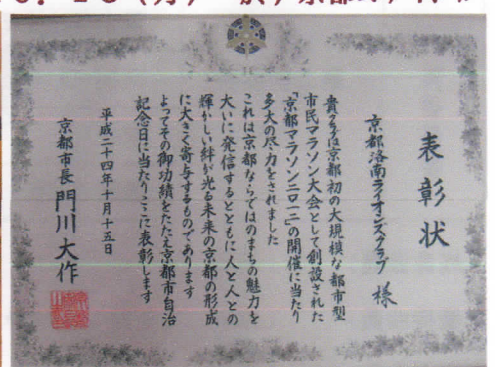 表彰状
京都洛南ライオンズクラブ 様
貴クラブは京都初の大規模な都市型
市民マラソン大会として創設された
「京都マラソン二〇一二」の開催に当たり
多大の尽力をされました
これは京都ならではのまちの魅力を
大いに発信するとともに人と人との
輝かしい絆が光る未来の京都の形成
に大きく寄与するものであります
よってその御功績をたたえ京都市自治
記念日に当たりここに表彰します
平成二十四年十月十五日
京都市長 門川大作